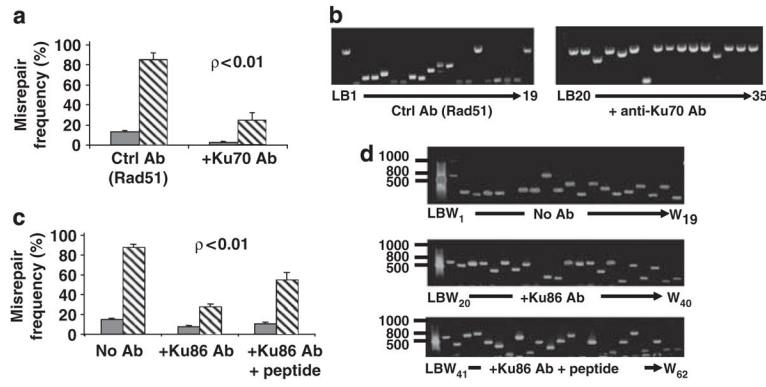 a
Misrepair frequency (%)
100
80
60
40
20
0
ρ<0.01
Ctrl Ab (Rad51)
+Ku70 Ab
b
LB1
19
Ctrl Ab (Rad51)
LB20
35
+ anti-Ku70 Ab
c
Misrepair frequency (%)
100
80
60
40
20
0
ρ<0.01
No Ab
+Ku86 Ab
+Ku86 Ab + peptide
d
1000
800
500
LBW1
No Ab
W19
1000
800
500
LBW20
+Ku86 Ab
W40
1000
800
500
LBW41
+Ku86 Ab + peptide
W62